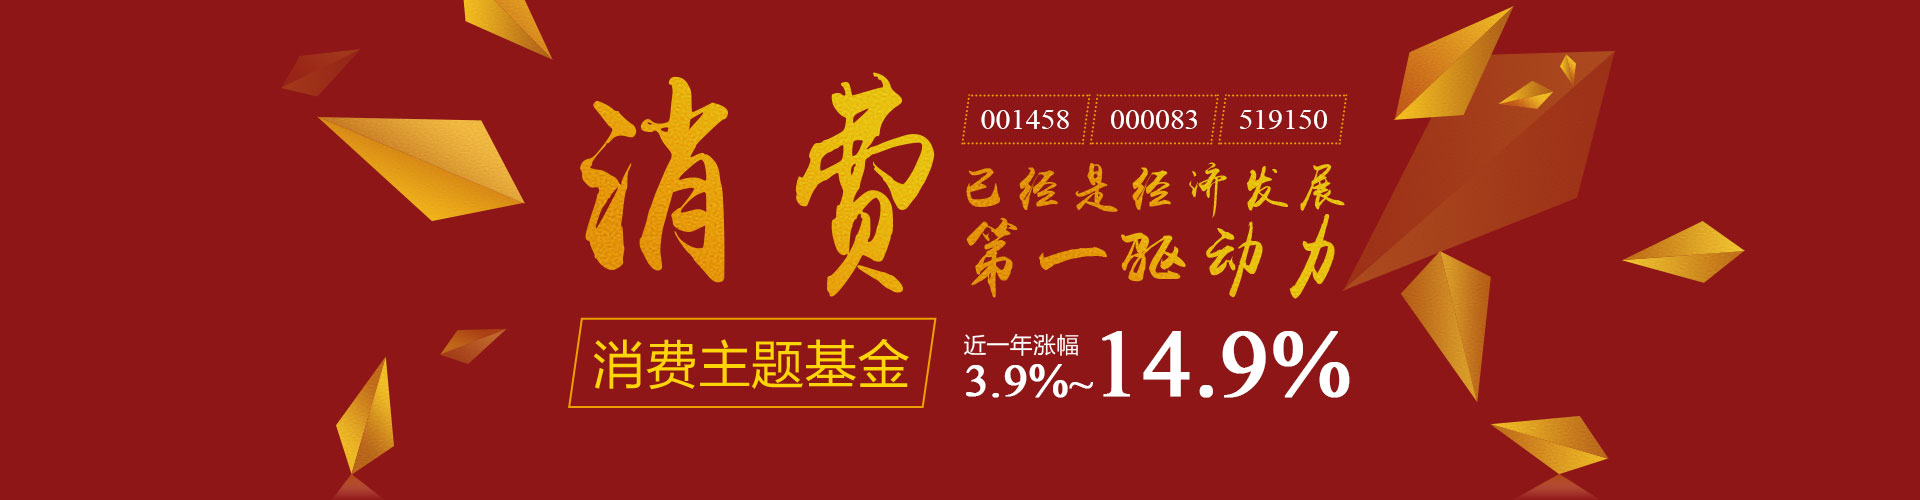 消费
001458 000083 519150
已经是经济发展
第一驱动力
消费主题基金
近一年涨幅
3.9%~14.9%